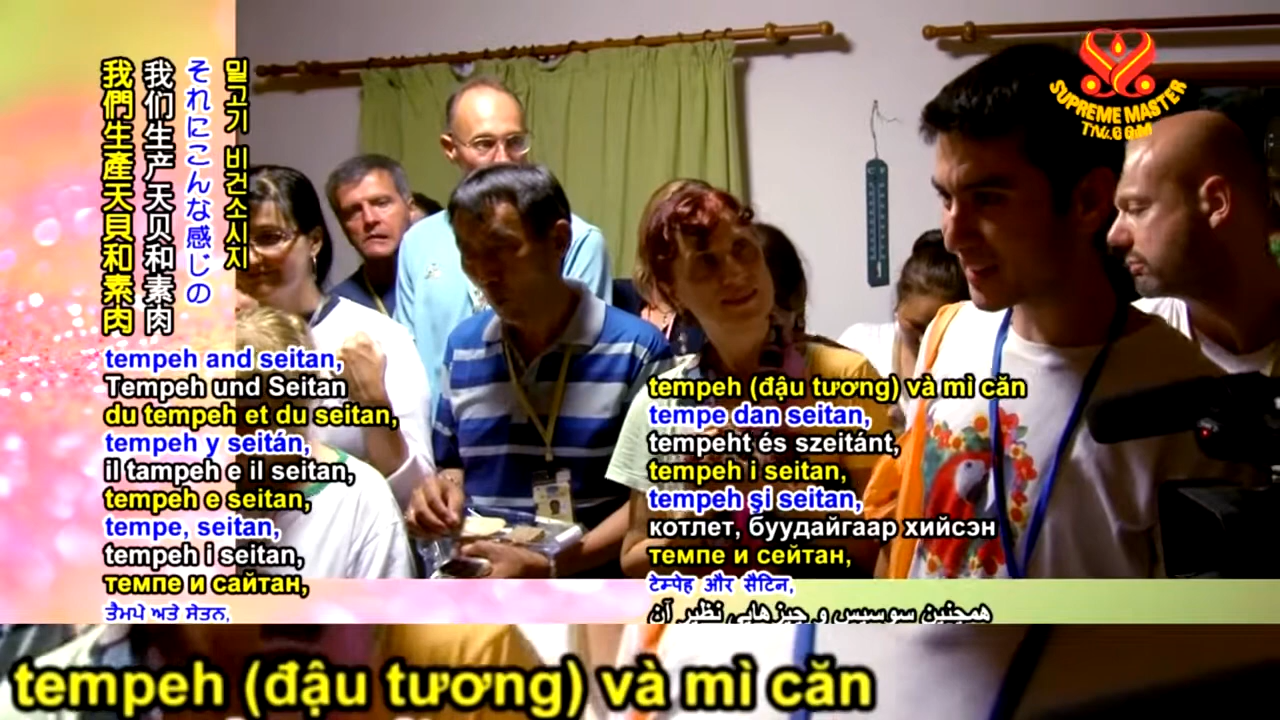 我們生產天貝和素肉
我们生产天贝和素肉
それにこんな感じの
밀고기 비건소시지
SUPREME MASTER
TV.COM
tempeh and seitan,
Tempeh und Seitan
du tempeh et du seitan,
tempeh y seitán,
il tampeh e il seitan,
tempeh e seitan,
tempe, seitan,
tempeh i seitan,
темпе и сайтан,
ਤੈਮਪੇ ਅਤੇ ਸੇਤਨ,
tempeh (đậu tương) và mì căn
tempe dan seitan,
tempeht és szeitánt,
tempeh i seitan,
tempeh şi seitan,
котлет, буудайгаар хийсэн
темпе и сейтан,
टेम्पेह और सैटिन,
همچنین سوسیس و چیزهایی نظیر آن
tempeh (đậu tương) và mì căn